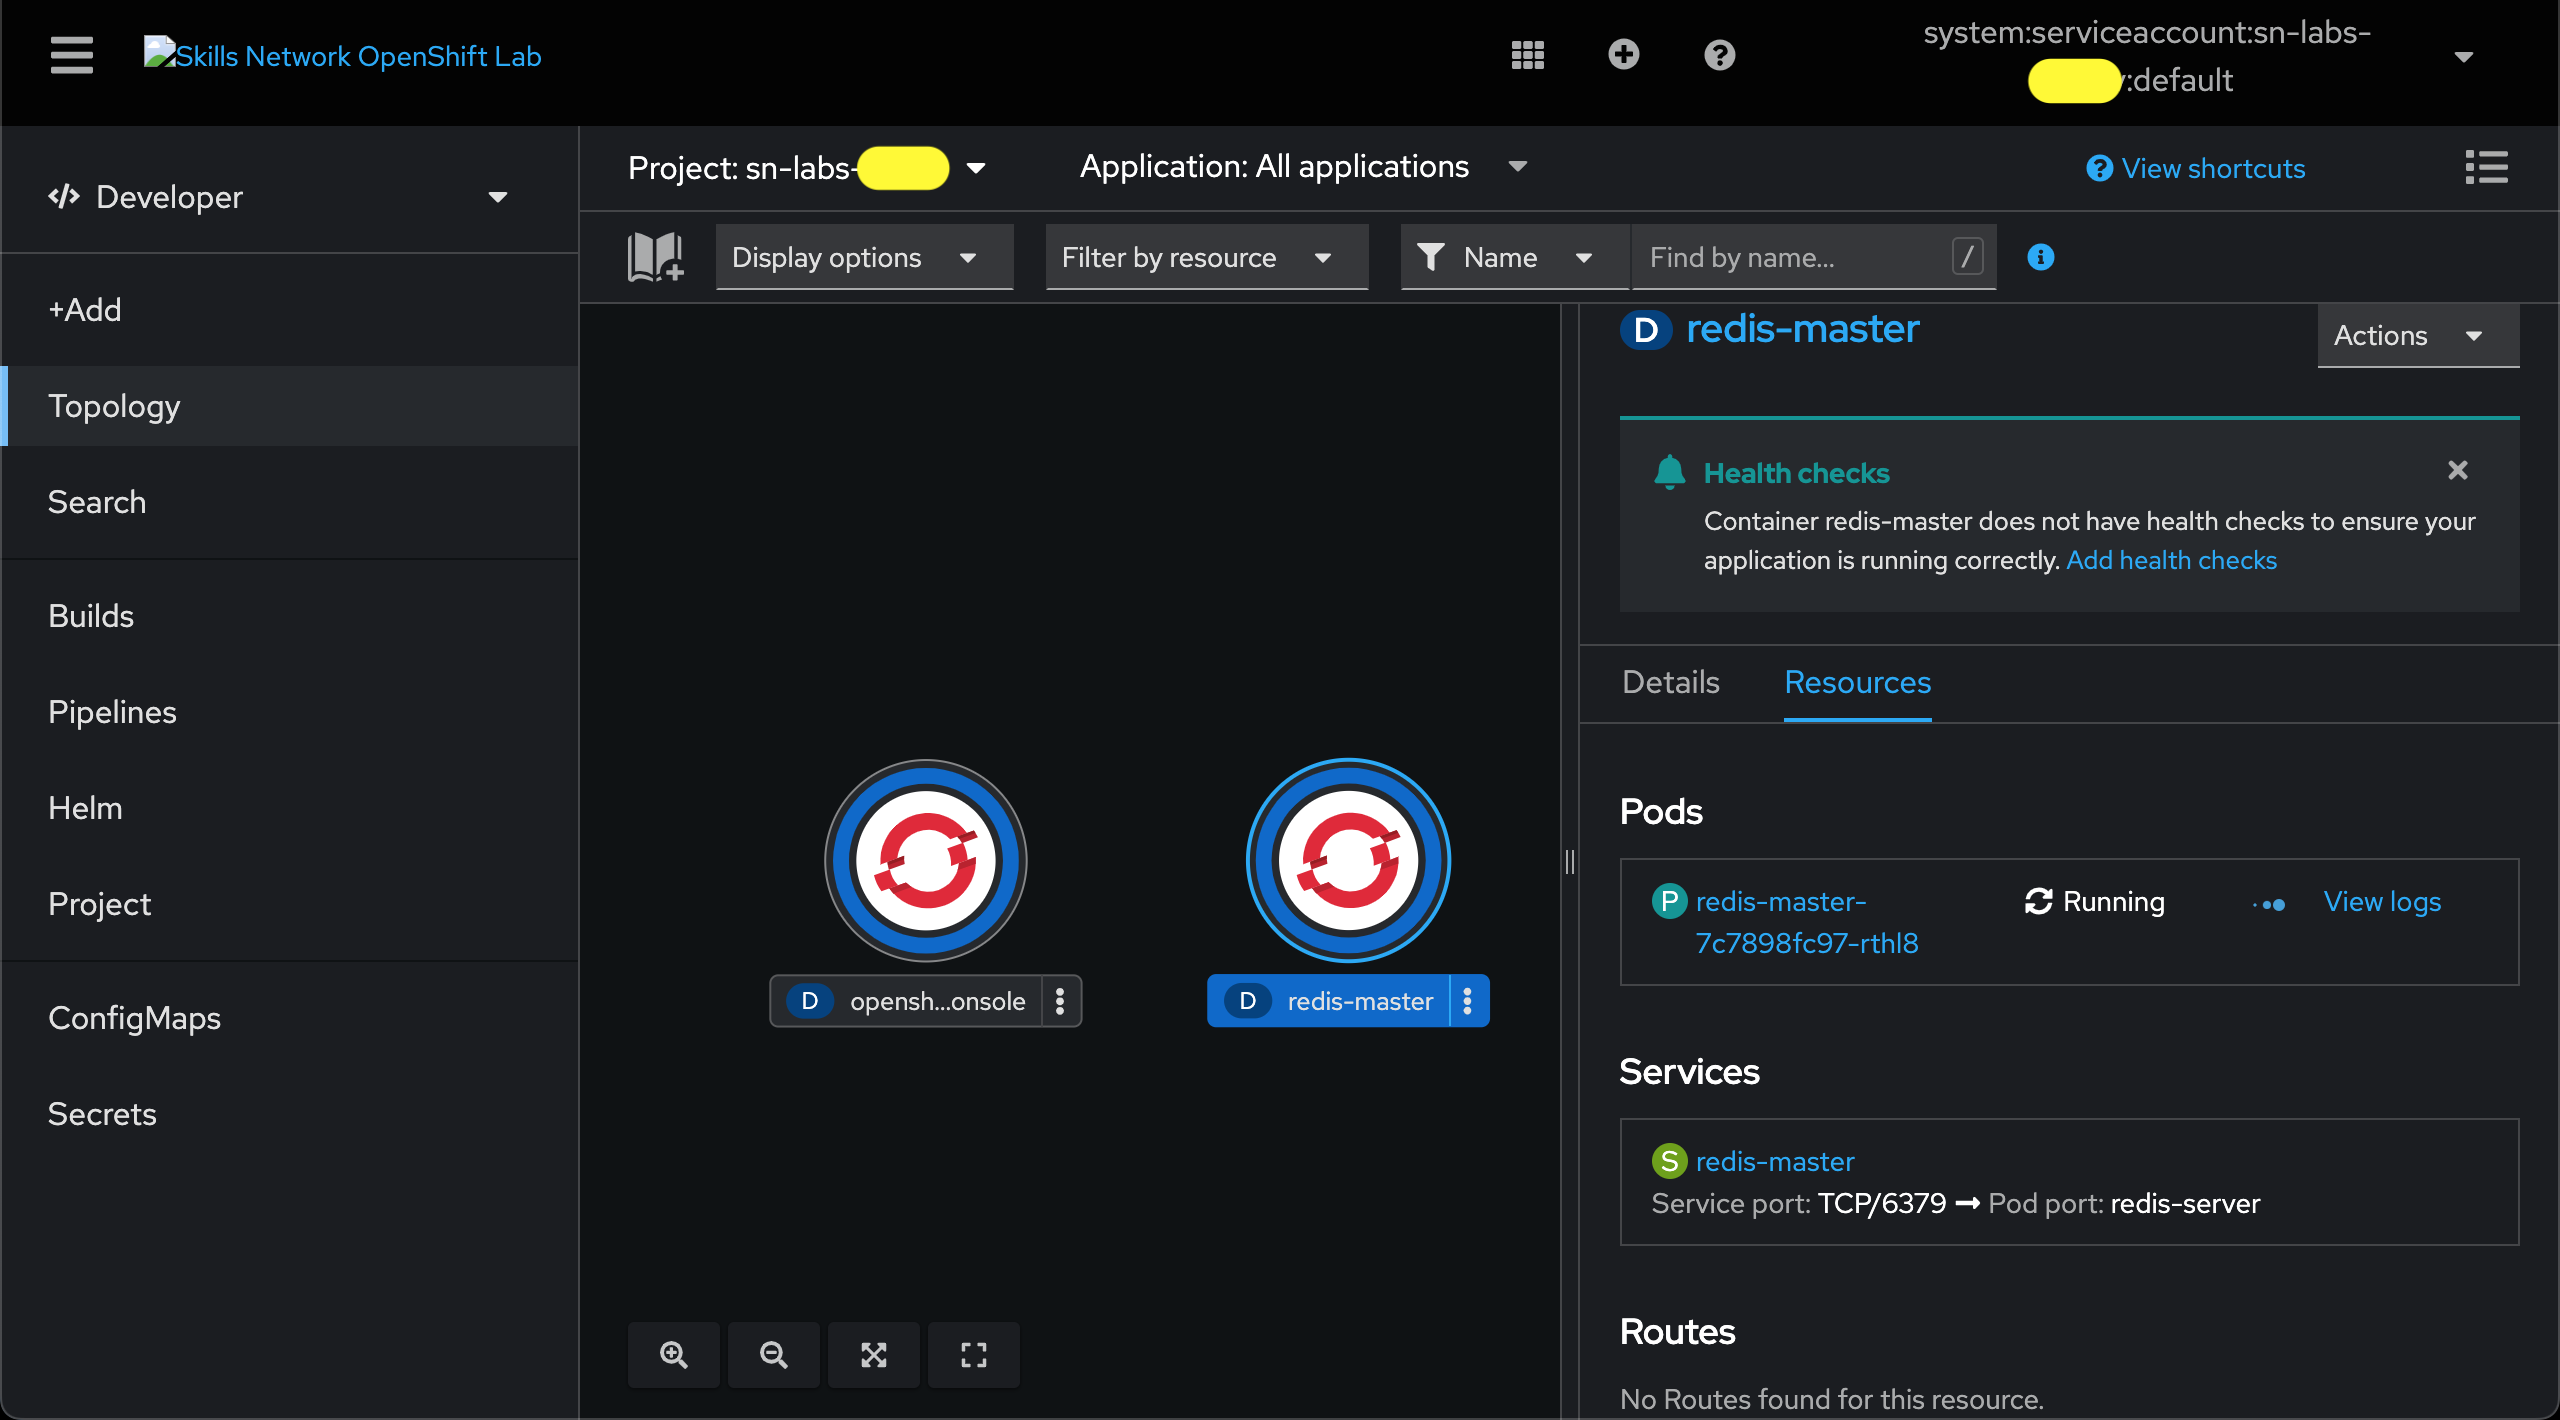 Skills Network OpenShift Lab
system:serviceaccount:sn-labs-
:default
Developer
+Add
Topology
Search
Builds
Pipelines
Helm
Project
ConfigMaps
Secrets
Project: sn-labs-
Application: All applications
View shortcuts
Display options
Filter by resource
Name
Find by name...
/
D redis-master
Actions
Health checks
Container redis-master does not have health checks to ensure your
application is running correctly. Add health checks
Details
Resources
Pods
P redis-master-
7c7898fc97-rthl8
Running
View logs
Services
S redis-master
Service port: TCP/6379 → Pod port: redis-server
Routes
No Routes found for this resource.
D opensh...onsole
D redis-master